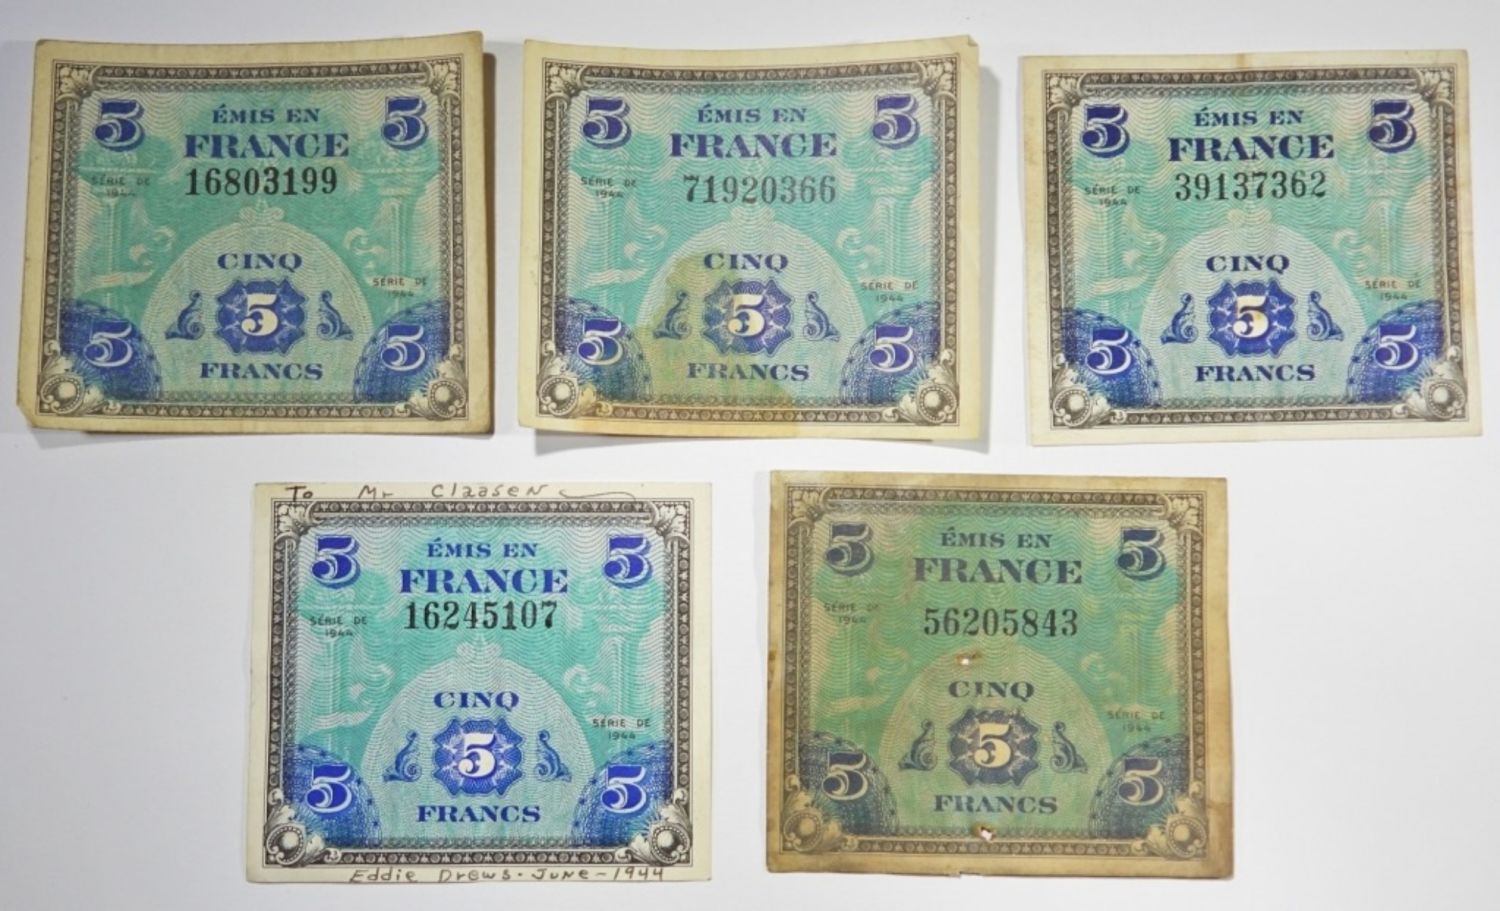 5 ÉMIS EN 5
FRANCE
16803199
SÉRIE DE
1944
CINQ
SÉRIE DE
1944
5
5 5
FRANCS
5 ÉMIS EN 5
FRANCE
71920366
SÉRIE DE
1944
CINQ
SÉRIE DE
1944
5
5 5
FRANCS
5 ÉMIS EN 5
FRANCE
39137362
SÉRIE DE
1944
CINQ
SÉRIE DE
1944
5
5 5
FRANCS
To Mr Claasen
5 ÉMIS EN 5
FRANCE
16245107
SÉRIE DE
1944
CINQ
SÉRIE DE
1944
5
5 5
FRANCS
Eddie Drews - June - 1944
5 ÉMIS EN 5
FRANCE
SÉRIE DE
1944
56205843
CINQ
SÉRIE DE
1944
5
5 5
FRANCS